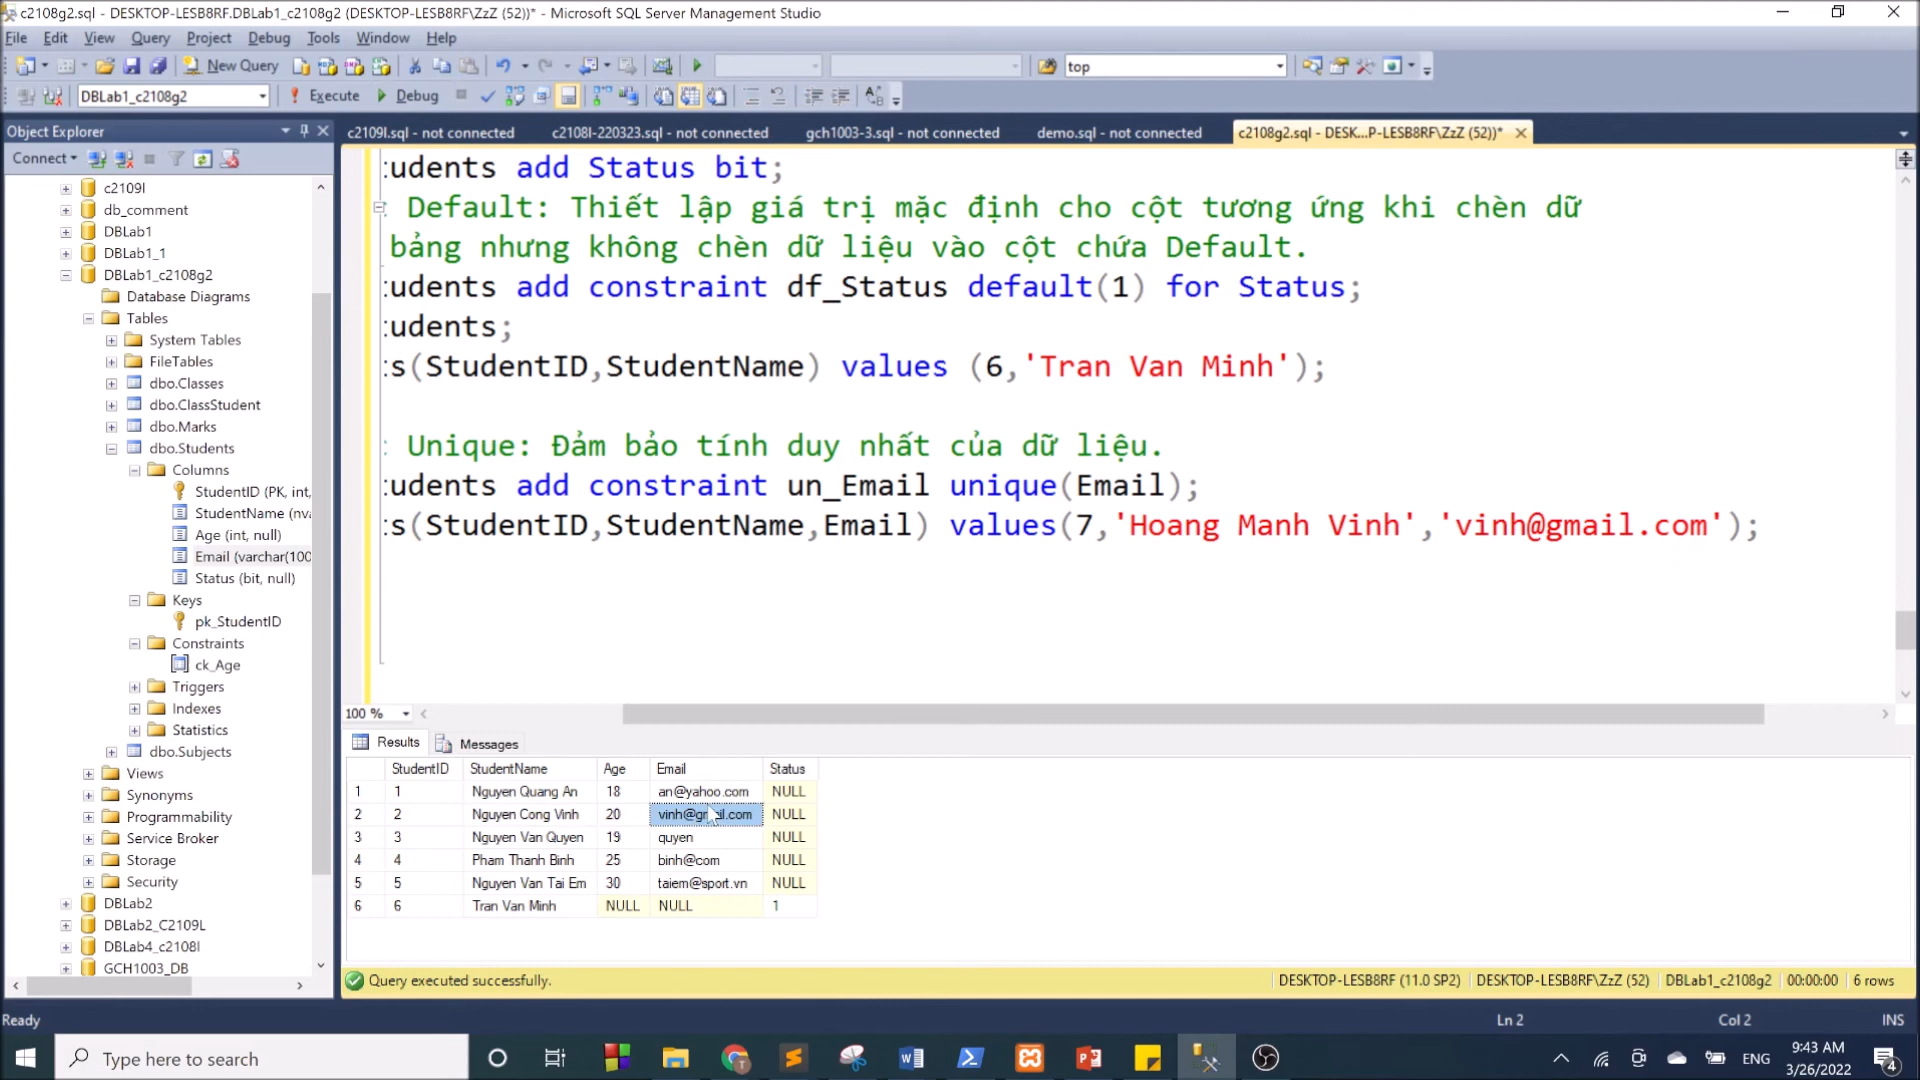 c2108g2.sql - DESKTOP-LESB8RF.DBLab1_c2108g2 (DESKTOP-LESB8RF\ZzZ (52))* - Microsoft SQL Server Management Studio
File Edit View Query Project Debug Tools Window Help
New Query top
DBLab1_c2108g2 Execute Debug
Object Explorer
c2109l.sql - not connected c2108l-220323.sql - not connected gch1003-3.sql - not connected demo.sql - not connected c2108g2.sql - DESK...P-LESB8RF\ZzZ (52))*
Connect
c2109l
db_comment
DBLab1
DBLab1_1
DBLab1_c2108g2
Database Diagrams
Tables
System Tables
FileTables
dbo.Classes
dbo.ClassStudent
dbo.Marks
dbo.Students
Columns
StudentID (PK, int,
StudentName (nva
Age (int, null)
Email (varchar(100
Status (bit, null)
Keys
pk_StudentID
Constraints
ck_Age
Triggers
Indexes
Statistics
dbo.Subjects
Views
Synonyms
Programmability
Service Broker
Storage
Security
DBLab2
DBLab2_C2109L
DBLab4_c2108l
GCH1003_DB
tudents add Status bit;
: Default: Thiết lập giá trị mặc định cho cột tương ứng khi chèn dữ
bảng nhưng không chèn dữ liệu vào cột chứa Default.
tudents add constraint df_Status default(1) for Status;
tudents;
ts(StudentID,StudentName) values (6,'Tran Van Minh');
: Unique: Đảm bảo tính duy nhất của dữ liệu.
tudents add constraint un_Email unique(Email);
ts(StudentID,StudentName,Email) values(7,'Hoang Manh Vinh','vinh@gmail.com');
100 %
Results Messages
StudentID StudentName Age Email Status
1 1 Nguyen Quang An 18 an@yahoo.com NULL
2 2 Nguyen Cong Vinh 20 vinh@gmail.com NULL
3 3 Nguyen Van Quyen 19 quyen NULL
4 4 Pham Thanh Binh 25 binh@com NULL
5 5 Nguyen Van Tai Em 30 taiem@sport.vn NULL
6 6 Tran Van Minh NULL NULL 1
Query executed successfully. DESKTOP-LESB8RF (11.0 SP2) DESKTOP-LESB8RF\ZzZ (52) DBLab1_c2108g2 00:00:00 6 rows
Ready Ln 2 Col 2 INS
Type here to search
ENG
9:43 AM
3/26/2022
4